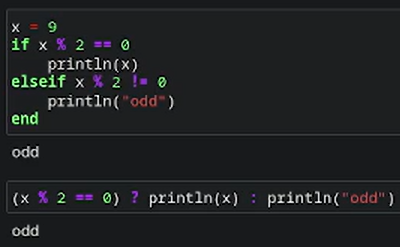 x = 9
if x % 2 == 0
    println(x)
elseif x % 2 != 0
    println("odd")
end
odd
(x % 2 == 0) ? println(x) : println("odd")
odd